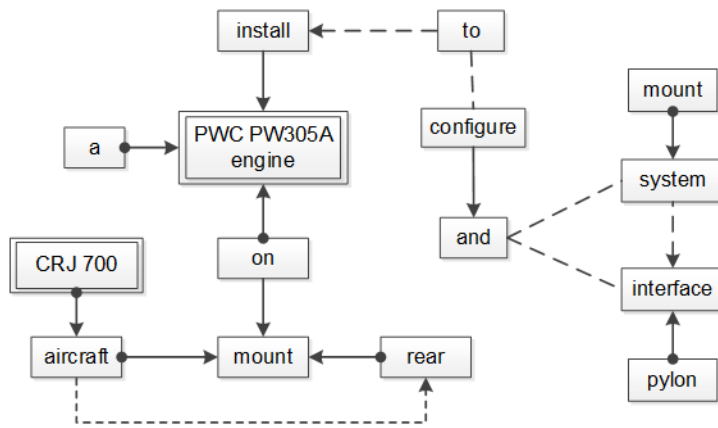 install
to
mount
PWC PW305A
engine
configure
a
system
and
CRJ 700
on
interface
aircraft
mount
rear
pylon